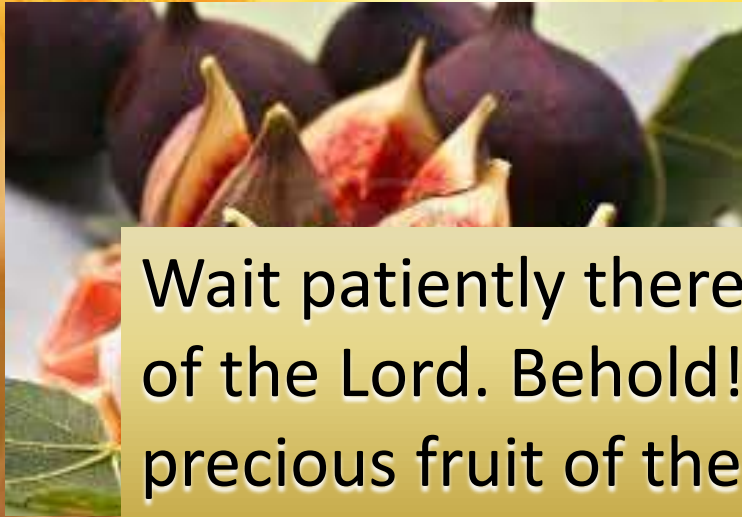 Wait patiently there
of the Lord. Behold!
precious fruit of the